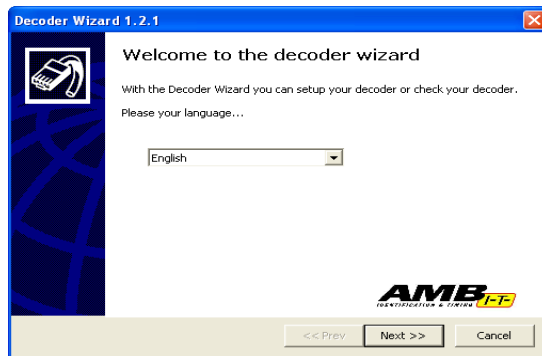 Decoder Wizard 1.2.1
Welcome to the decoder wizard
With the Decoder Wizard you can setup your decoder or check your decoder.
Please your language...
English
AMB i-T-
IDENTIFICATION & TIMING
<< Prev
Next >>
Cancel